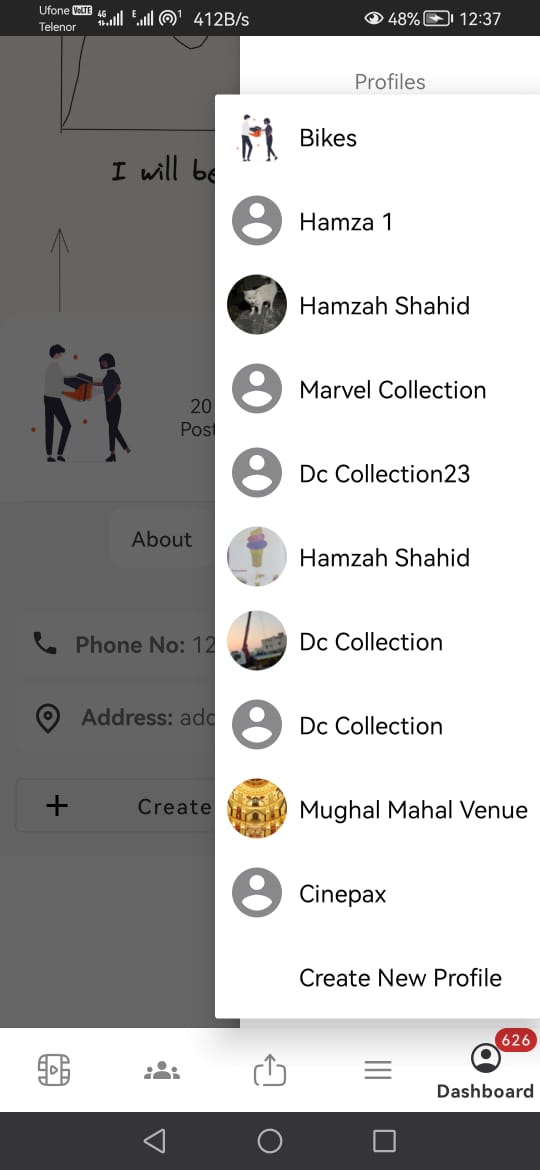 Ufone VoLTE 4G E 1 412B/s 48% 12:37
Telenor
Profiles
Bikes
I will be
Hamza 1
Hamzah Shahid
Marvel Collection
20
Post
Dc Collection23
About
Hamzah Shahid
Phone No: 12
Dc Collection
Address: add
Dc Collection
Create
Mughal Mahal Venue
Cinepax
Create New Profile
626
Dashboard